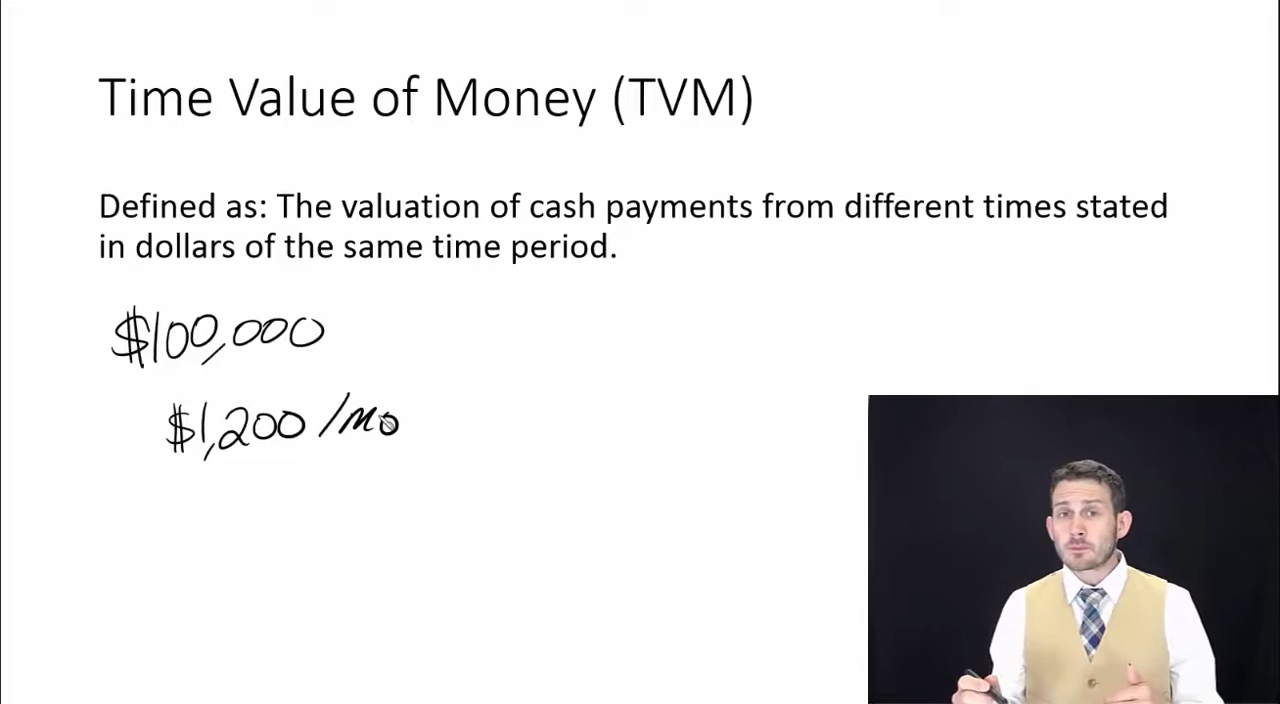 Time Value of Money (TVM)
Defined as: The valuation of cash payments from different times stated
in dollars of the same time period.
$100,000
$1,200 /mo